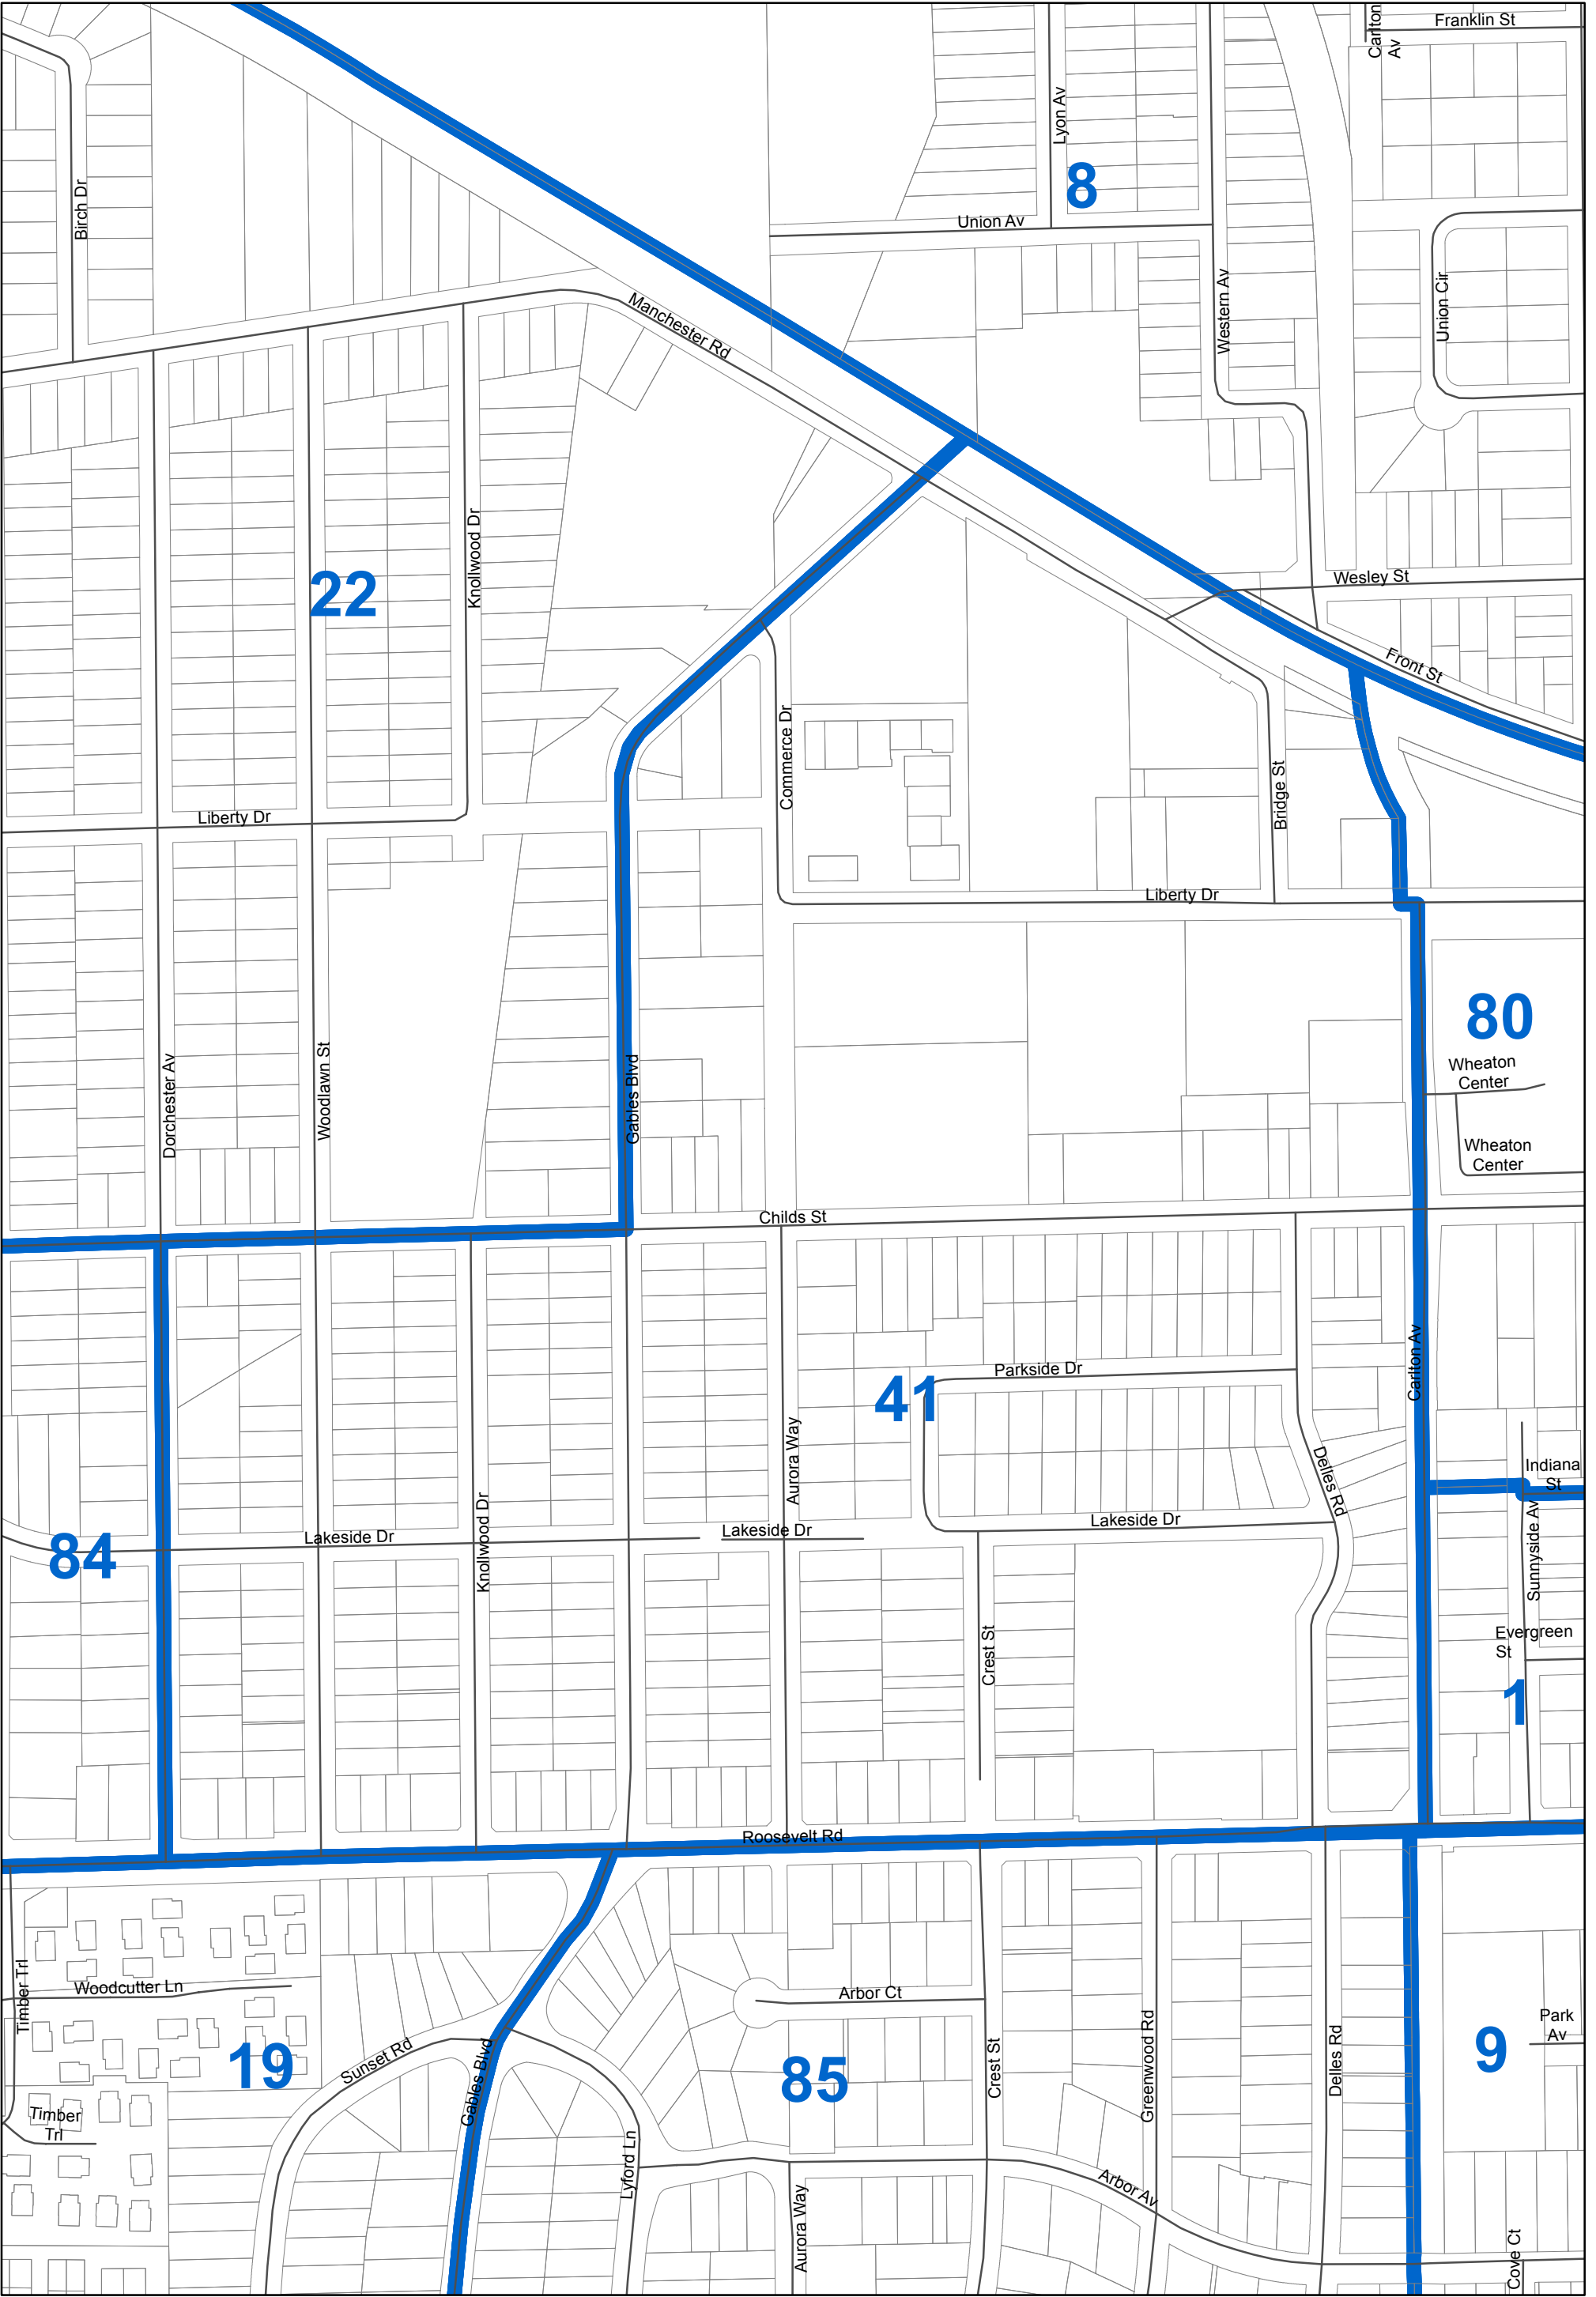 Franklin St
Carlton
Av
Lyon Av
8
Birch Dr
Union Av
Western Av
Union Cir
Manchester Rd
Knollwood Dr
22
Wesley St
Front St
Commerce Dr
Bridge St
Liberty Dr
Liberty Dr
80
Wheaton
Center
Dorchester Av
Woodlawn St
Gables Blvd
Wheaton
Center
Childs St
Carlton Av
Parkside Dr
41
Aurora Way
Delles Rd
Indiana
St
Knollwood Dr
Lakeside Dr
Lakeside Dr
Lakeside Dr
84
Sunnyside Av
Crest St
Evergreen
St
1
Roosevelt Rd
Timber Trl
Woodcutter Ln
Arbor Ct
Park
Av
19
Sunset Rd
Gables Blvd
85
Crest St
Greenwood Rd
Delles Rd
9
Timber
Trl
Lyford Ln
Arbor Av
Aurora Way
Cove Ct